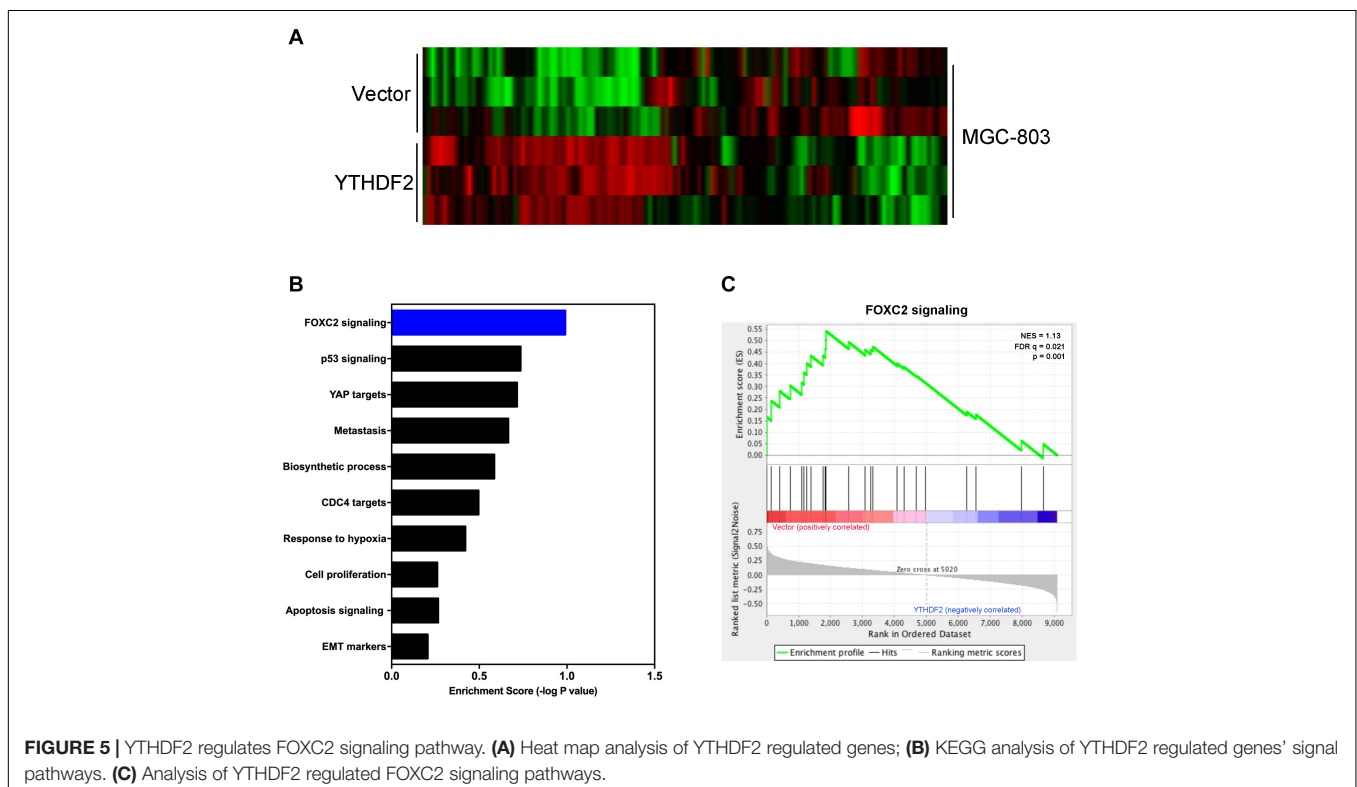 A
Vector
YTHDF2
MGC-803
B
FOXC2 signaling
p53 signaling
YAP targets
Metastasis
Biosynthetic process
CDC4 targets
Response to hypoxia
Cell proliferation
Apoptosis signaling
EMT markers
0.0 0.5 1.0 1.5
Enrichment Score (-log P value)
C
FOXC2 signaling
NES = 1.13
FDR q = 0.021
p = 0.001
Enrichment score (ES)
0.55
0.50
0.45
0.40
0.35
0.30
0.25
0.20
0.15
0.10
0.05
0.00
Vector (positively correlated)
Ranked list metric (Signal2Noise)
0.75
0.50
0.25
0.00
-0.25
-0.50
Zero cross at 5020
YTHDF2 (negatively correlated)
0 1,000 2,000 3,000 4,000 5,000 6,000 7,000 8,000 9,000
Rank in Ordered Dataset
Enrichment profile Hits Ranking metric scores
FIGURE 5 | YTHDF2 regulates FOXC2 signaling pathway. (A) Heat map analysis of YTHDF2 regulated genes; (B) KEGG analysis of YTHDF2 regulated genes' signal
pathways. (C) Analysis of YTHDF2 regulated FOXC2 signaling pathways.